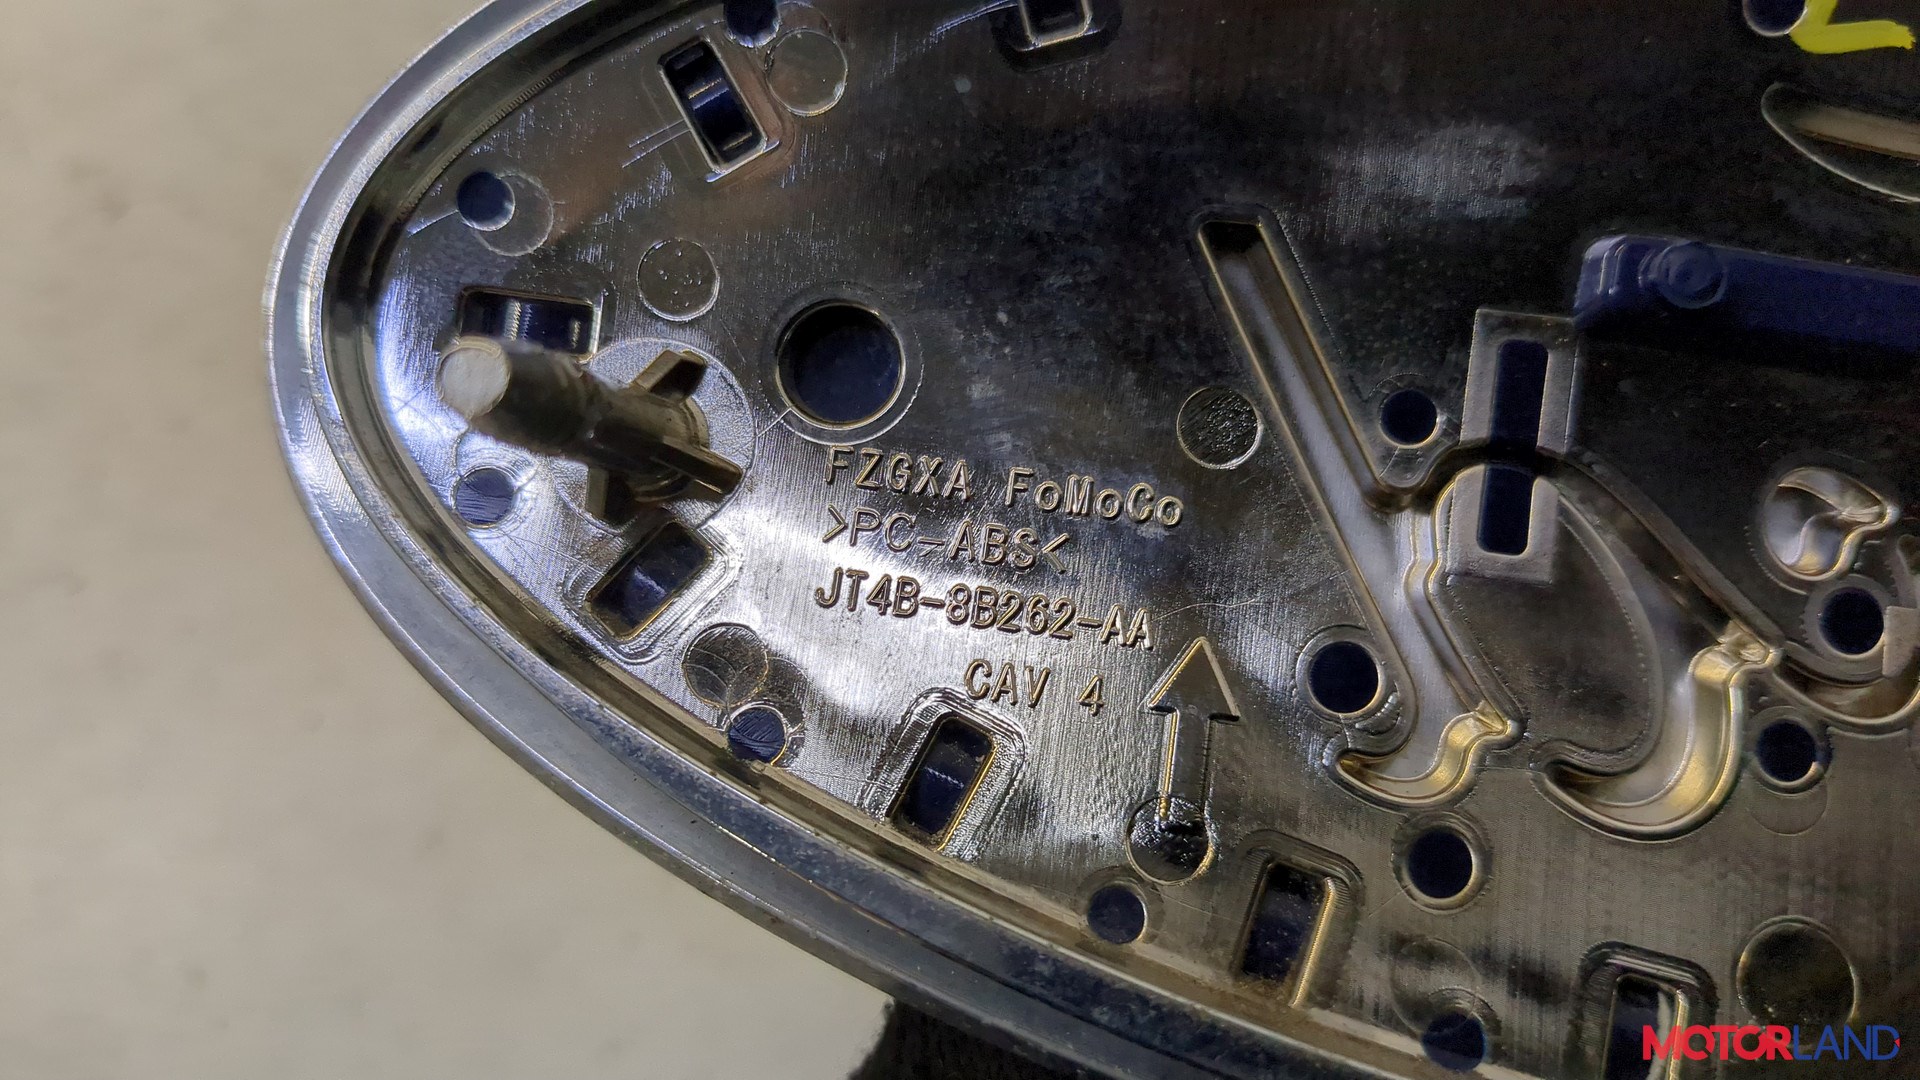 FZGXA FoMoCo
>PC-ABS<
JT4B-8B262-AA
CAV 4
MOTORLAND